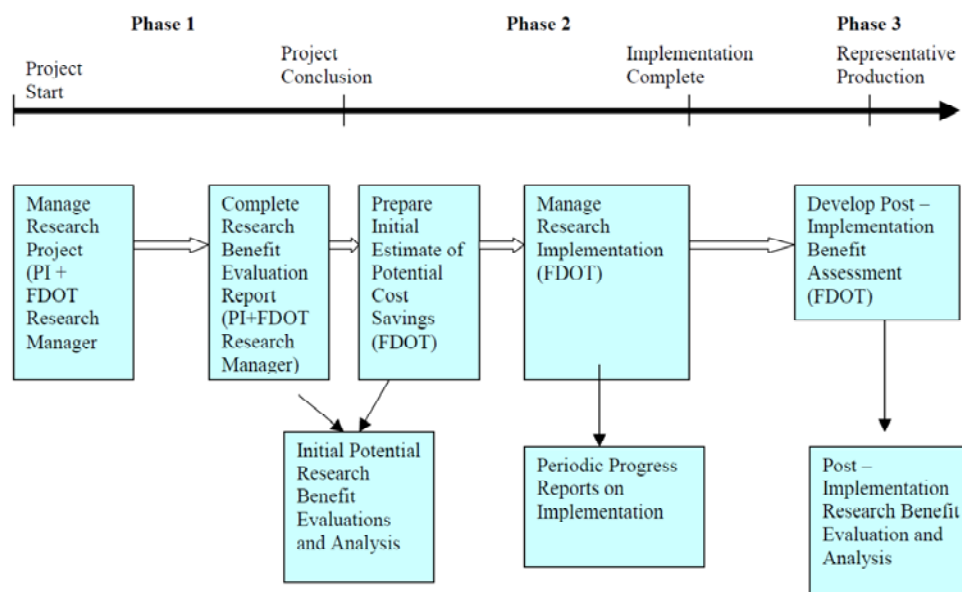 Phase 1
Phase 2
Phase 3
Project
Start
Project
Conclusion
Implementation
Complete
Representative
Production
Manage
Research
Project
(PI +
FDOT
Research
Manager
Complete
Research
Benefit
Evaluation
Report
(PI+FDOT
Research
Manager)
Prepare
Initial
Estimate of
Potential
Cost
Savings
(FDOT)
Manage
Research
Implementation
(FDOT)
Develop Post –
Implementation
Benefit
Assessment
(FDOT)
Initial Potential
Research
Benefit
Evaluations
and Analysis
Periodic Progress
Reports on
Implementation
Post –
Implementation
Research Benefit
Evaluation and
Analysis